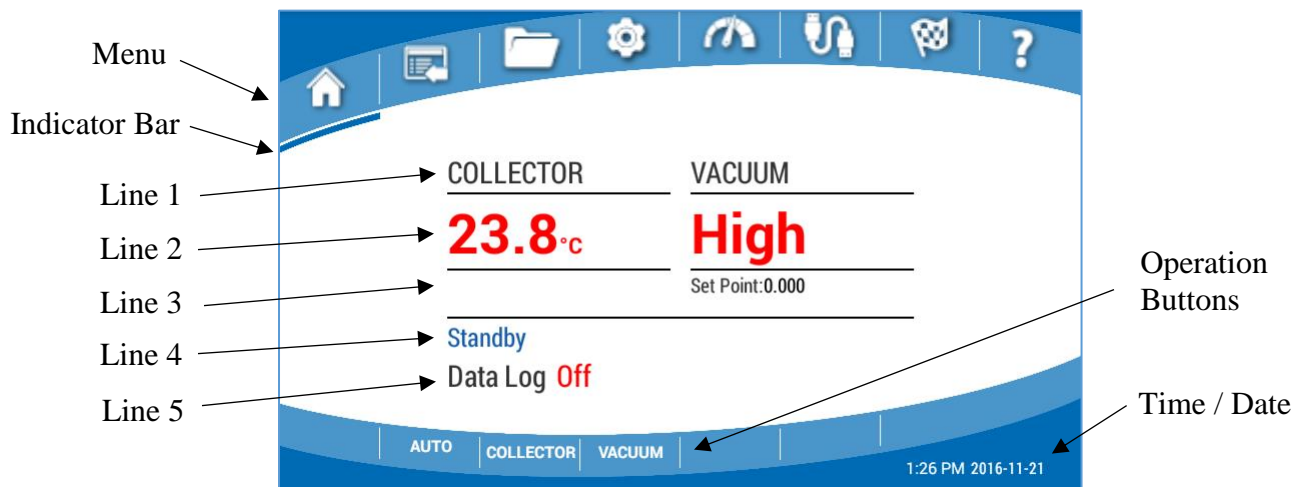 Menu
Indicator Bar
Line 1
COLLECTOR VACUUM
Line 2
23.8°C High
Line 3
Set Point:0.000
Operation
Buttons
Line 4
Standby
Line 5
Data Log Off
Time / Date
AUTO COLLECTOR VACUUM
1:26 PM 2016-11-21